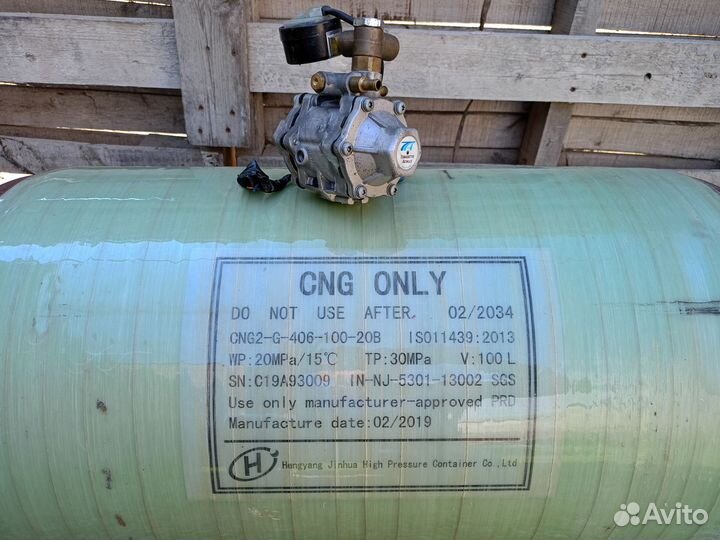 CNG ONLY
DO NOT USE AFTER. 02/2034
CNG2-G-406-100-20B ISO11439:2013
WP:20MPa/15℃ TP:30MPa V:100L
SN:C19A93009 IN-NJ-5301-13002 SGS
Use only manufacturer-approved PRD
Manufacture date:02/2019
H
Hengyang Jinhua High Pressure Container Co.,Ltd
Avito